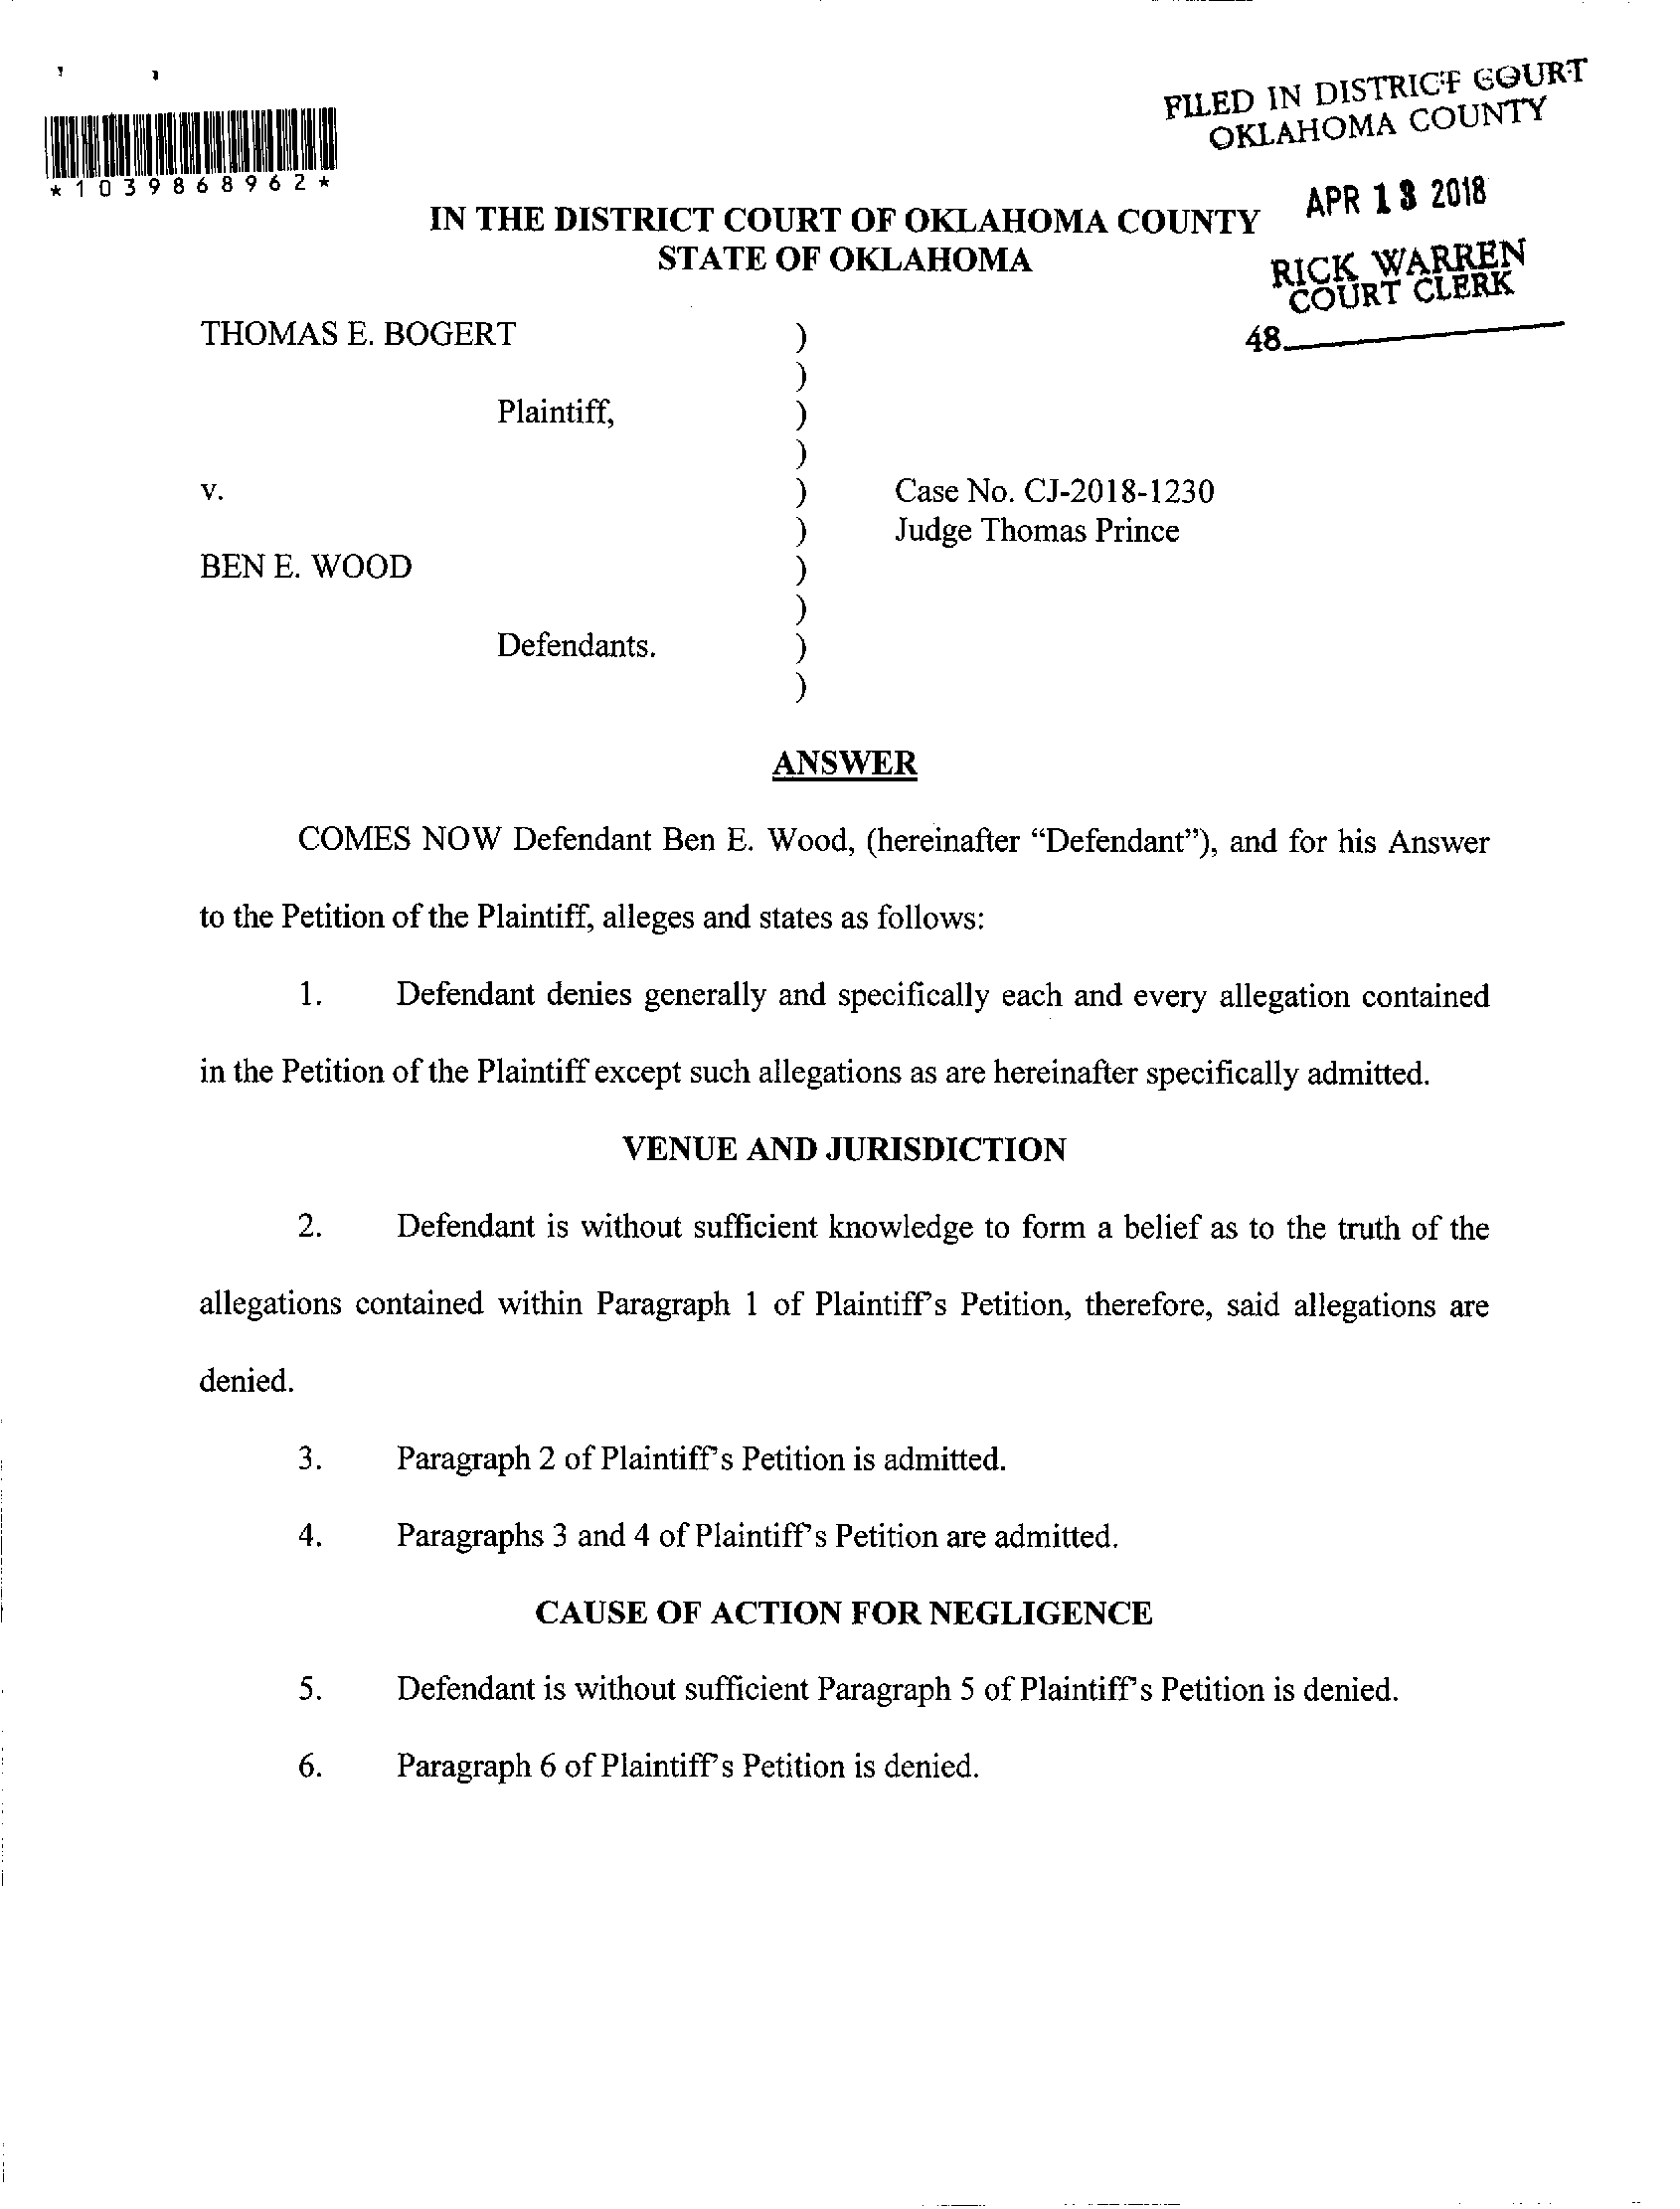 FILED IN DISTRICT COURT
OKLAHOMA COUNTY
*1039868962*
APR 13 2018
IN THE DISTRICT COURT OF OKLAHOMA COUNTY
STATE OF OKLAHOMA
RICK WARREN
COURT CLERK
48
THOMAS E. BOGERT )
)
Plaintiff, )
)
v. ) Case No. CJ-2018-1230
) Judge Thomas Prince
BEN E. WOOD )
)
Defendants. )
)
ANSWER
COMES NOW Defendant Ben E. Wood, (hereinafter “Defendant”), and for his Answer
to the Petition of the Plaintiff, alleges and states as follows:
1. Defendant denies generally and specifically each and every allegation contained
in the Petition of the Plaintiff except such allegations as are hereinafter specifically admitted.
VENUE AND JURISDICTION
2. Defendant is without sufficient knowledge to form a belief as to the truth of the
allegations contained within Paragraph 1 of Plaintiff's Petition, therefore, said allegations are
denied.
3. Paragraph 2 of Plaintiff's Petition is admitted.
4. Paragraphs 3 and 4 of Plaintiff's Petition are admitted.
CAUSE OF ACTION FOR NEGLIGENCE
5. Defendant is without sufficient Paragraph 5 of Plaintiff's Petition is denied.
6. Paragraph 6 of Plaintiff's Petition is denied.